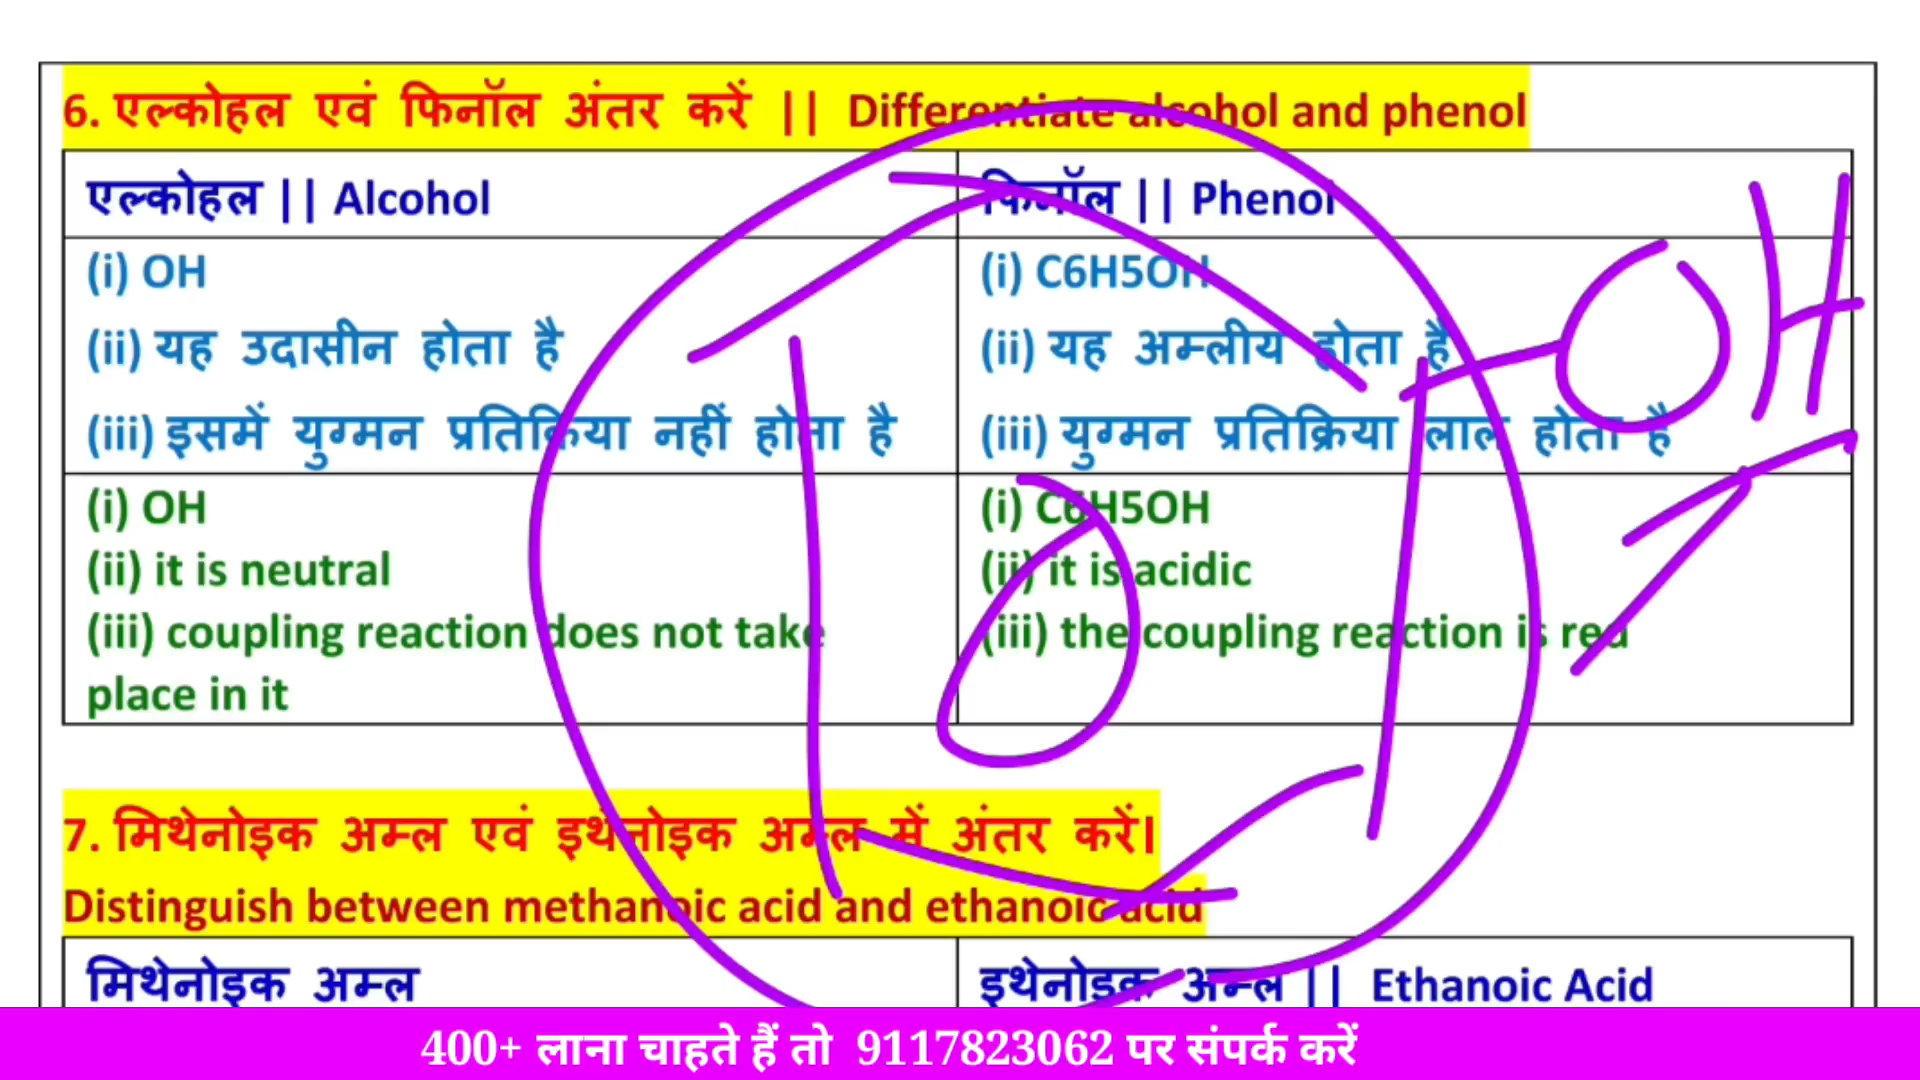 6. एल्कोहल एवं फिनॉल अंतर करें || Differentiate alcohol and phenol
एल्कोहल || Alcohol
फिनॉल || Phenol
(i) OH
(ii) यह उदासीन होता है
(iii) इसमें युग्मन प्रतिक्रिया नहीं होता है
(i) C6H5OH
(ii) यह अम्लीय होता है
(iii) युग्मन प्रतिक्रिया लाल होता है
(i) OH
(ii) it is neutral
(iii) coupling reaction does not take
place in it
(i) C6H5OH
(ii) it is acidic
(iii) the coupling reaction is red
OH
7. मिथेनोइक अम्ल एवं इथेनोइक अम्ल में अंतर करें।
Distinguish between methanoic acid and ethanoic acid
मिथेनोइक अम्ल
इथेनोइक अम्ल || Ethanoic Acid
400+ लाना चाहते हैं तो 9117823062 पर संपर्क करें